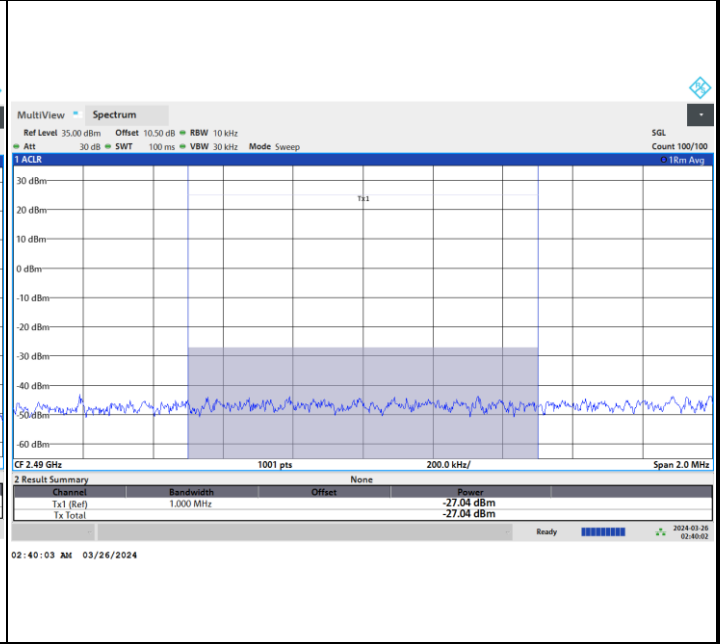 MultiView Spectrum
Ref Level 35.00 dBm Offset 10.50 dB RBW 10 kHz SGL
Att 30 dB SWT 100 ms VBW 30 kHz Mode Sweep Count 100/100
1 ACLR 1Rm Avg
30 dBm
Tx1
20 dBm
10 dBm
0 dBm
-10 dBm
-20 dBm
-30 dBm
-40 dBm
-50 dBm
-60 dBm
CF 2.49 GHz 1001 pts 200.0 kHz/ Span 2.0 MHz
2 Result Summary None
Channel Bandwidth Offset Power
Tx1 (Ref) 1.000 MHz -27.04 dBm
Tx Total -27.04 dBm
Ready 2024-03-26
02:40:02
02:40:03 AM 03/26/2024